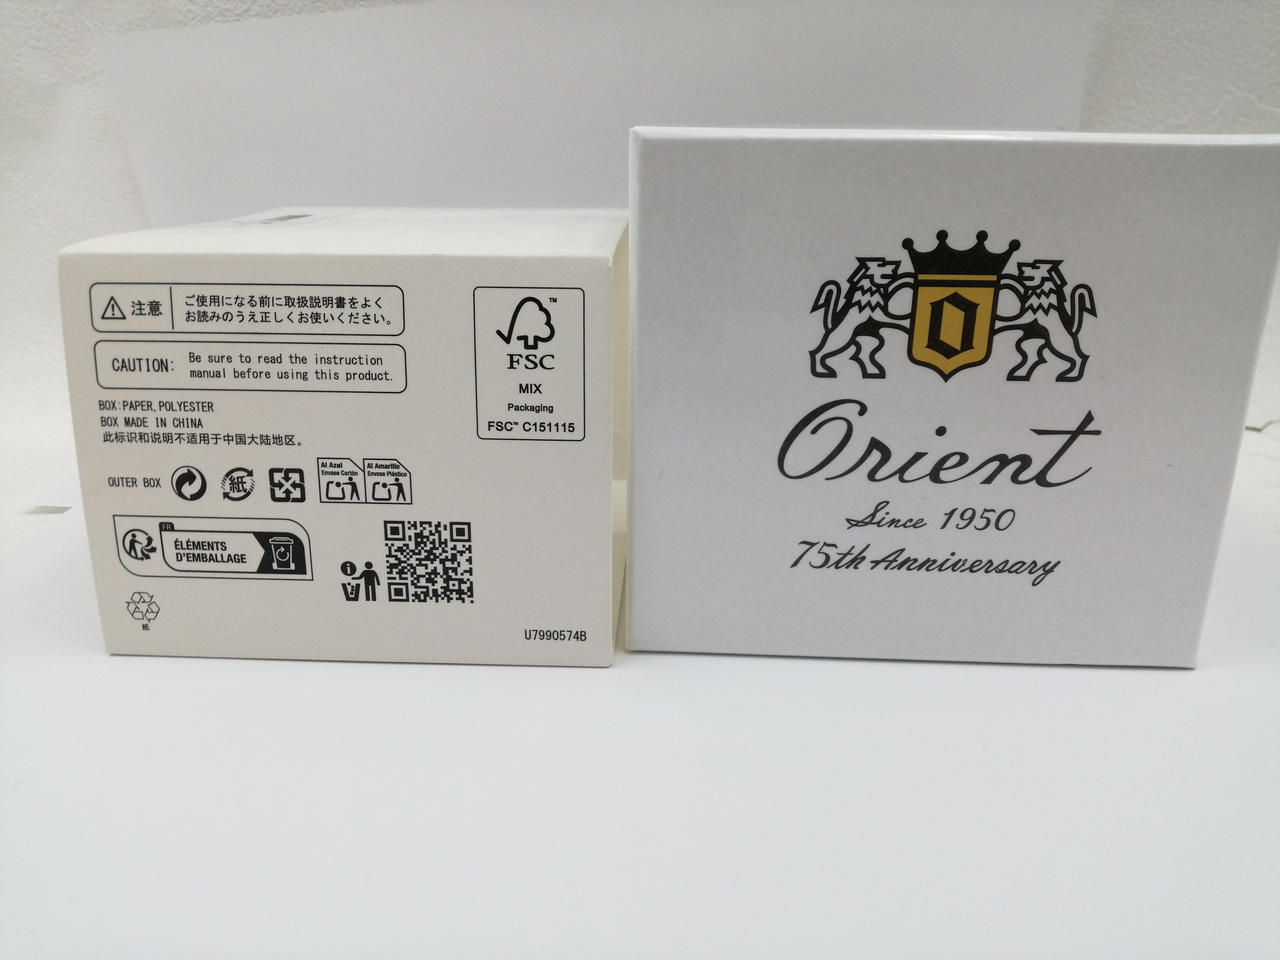 注意
ご使用になる前に取扱説明書をよく
お読みのうえ正しくお使いください。
CAUTION:
Be sure to read the instruction
manual before using this product.
BOX:PAPER,POLYESTER
BOX MADE IN CHINA
此标识和说明不适用于中国大陆地区。
OUTER BOX
紙
Al Azul
Envase Cartón
Al Amarillo
Envase Plástico
FR
ÉLÉMENTS
D'EMBALLAGE
紙
FSC™
MIX
Packaging
FSC™ C151115
U7990574B
O
Orient
Since 1950
75th Anniversary